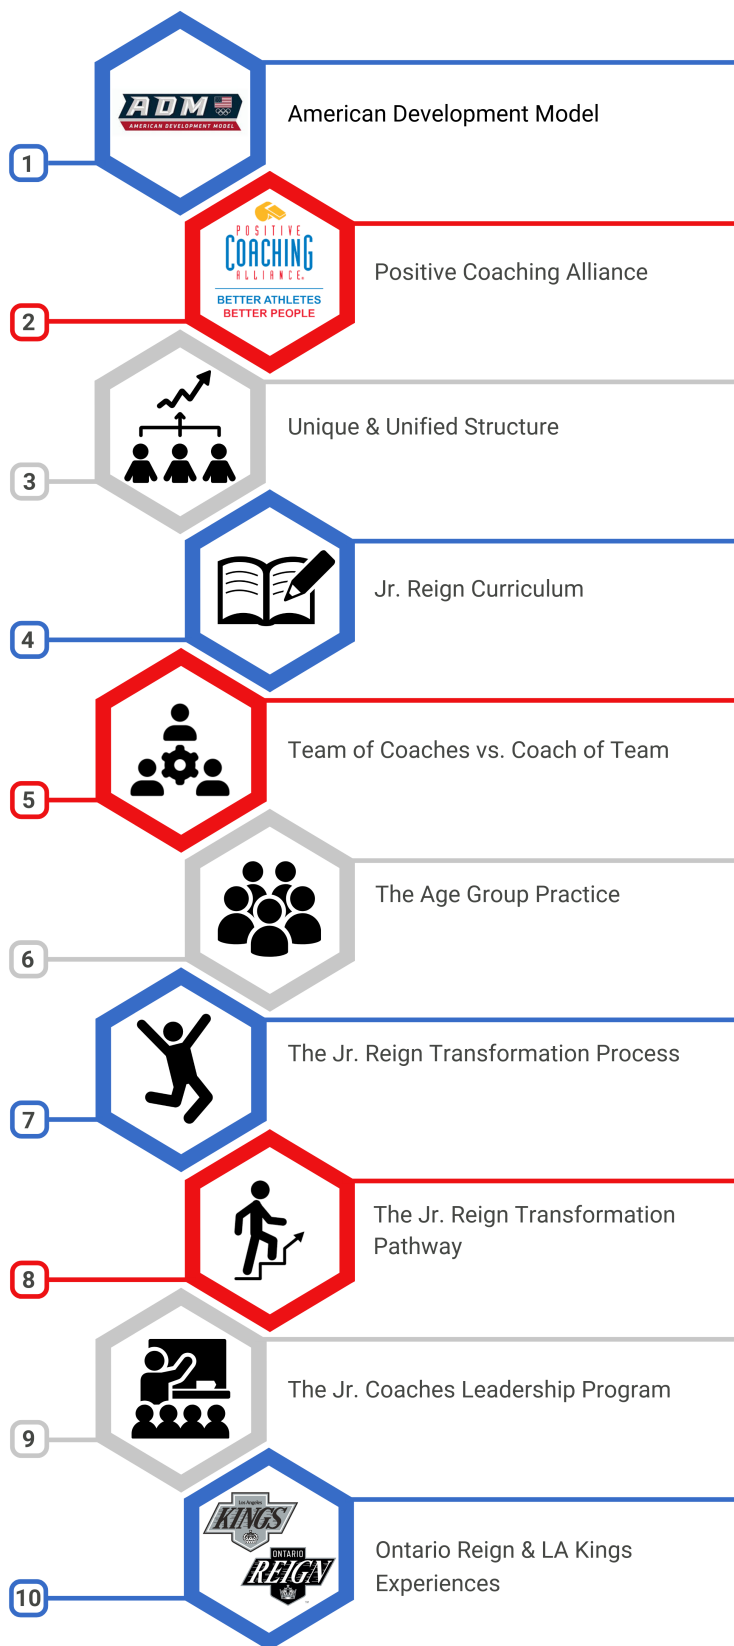 ADM
AMERICAN DEVELOPMENT MODEL
American Development Model
1
POSITIVE
COACHING
ALLIANCE
BETTER ATHLETES
BETTER PEOPLE
Positive Coaching Alliance
2
Unique & Unified Structure
3
Jr. Reign Curriculum
4
Team of Coaches vs. Coach of Team
5
The Age Group Practice
6
The Jr. Reign Transformation Process
7
The Jr. Reign Transformation
Pathway
8
The Jr. Coaches Leadership Program
9
Los Angeles
KINGS
ONTARIO
REIGN
Ontario Reign & LA Kings
Experiences
10